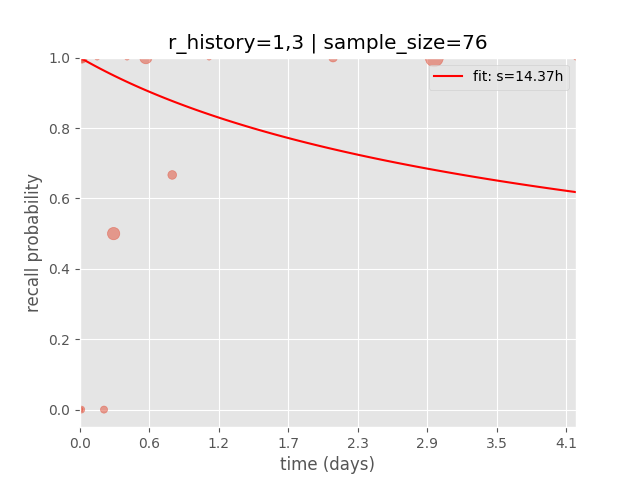 r_history=1,3 | sample_size=76
fit: s=14.37h
recall probability
1.0
0.8
0.6
0.4
0.2
0.0
0.0 0.6 1.2 1.7 2.3 2.9 3.5 4.1
time (days)